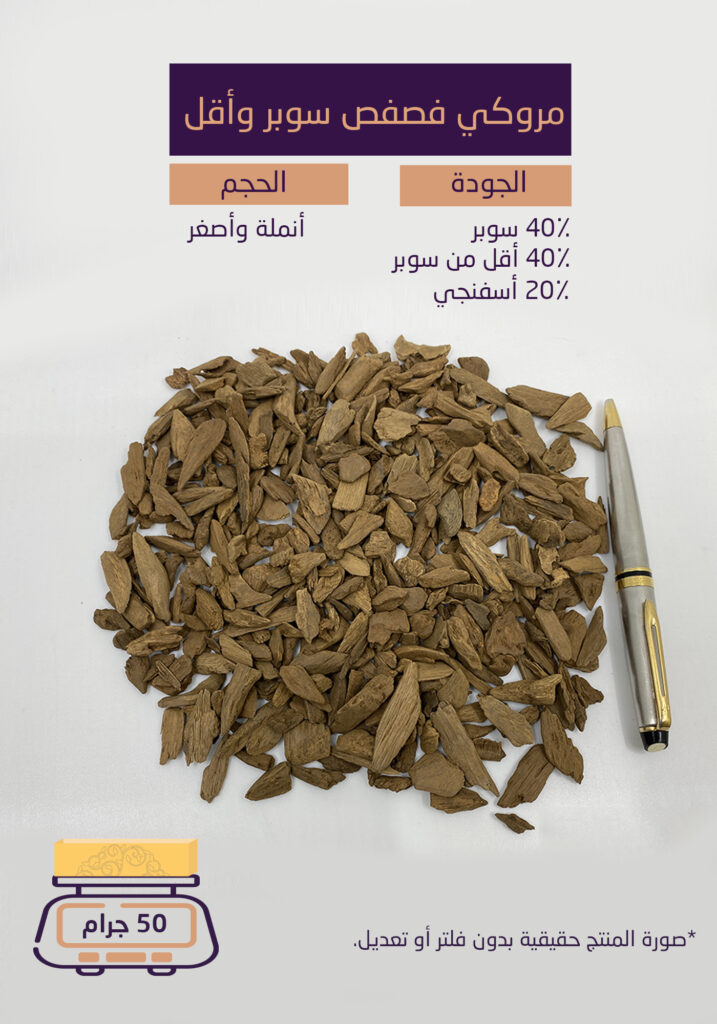 مروكي فصفص سوبر وأقل
الجودة
٪40 سوبر
٪40 أقل من سوبر
٪20 أسفنجي
الحجم
أنملة وأصغر
50 جرام
*صورة المنتج حقيقية بدون فلتر أو تعديل.